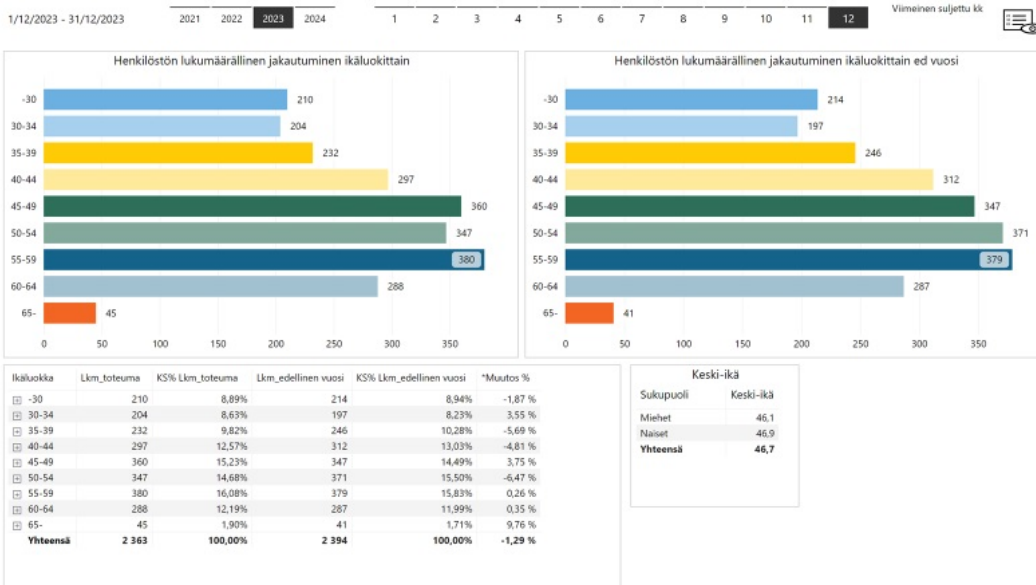 1/12/2023 - 31/12/2023
2021 2022 2023 2024
1 2 3 4 5 6 7 8 9 10 11 12
Viimeinen suljettu kk
Henkilöstön lukumäärällinen jakautuminen ikäluokittain
-30 210
30-34 204
35-39 232
40-44 297
45-49 360
50-54 347
55-59 380
60-64 288
65- 45
0 50 100 150 200 250 300 350
Henkilöstön lukumäärällinen jakautuminen ikäluokittain ed vuosi
-30 214
30-34 197
35-39 246
40-44 312
45-49 347
50-54 371
55-59 379
60-64 287
65- 41
0 50 100 150 200 250 300 350
Ikäluokka Lkm_toteuma KS% Lkm_toteuma Lkm_edellinen vuosi KS% Lkm_edellinen vuosi *Muutos %
-30 210 8,89% 214 8,94% -1,87 %
30-34 204 8,63% 197 8,23% 3,55 %
35-39 232 9,82% 246 10,28% -5,69 %
40-44 297 12,57% 312 13,03% -4,81 %
45-49 360 15,23% 347 14,49% 3,75 %
50-54 347 14,68% 371 15,50% -6,47 %
55-59 380 16,08% 379 15,83% 0,26 %
60-64 288 12,19% 287 11,99% 0,35 %
65- 45 1,90% 41 1,71% 9,76 %
Yhteensä 2 363 100,00% 2 394 100,00% -1,29 %
Keski-ikä
Sukupuoli Keski-ikä
Miehet 46,1
Naiset 46,9
Yhteensä 46,7